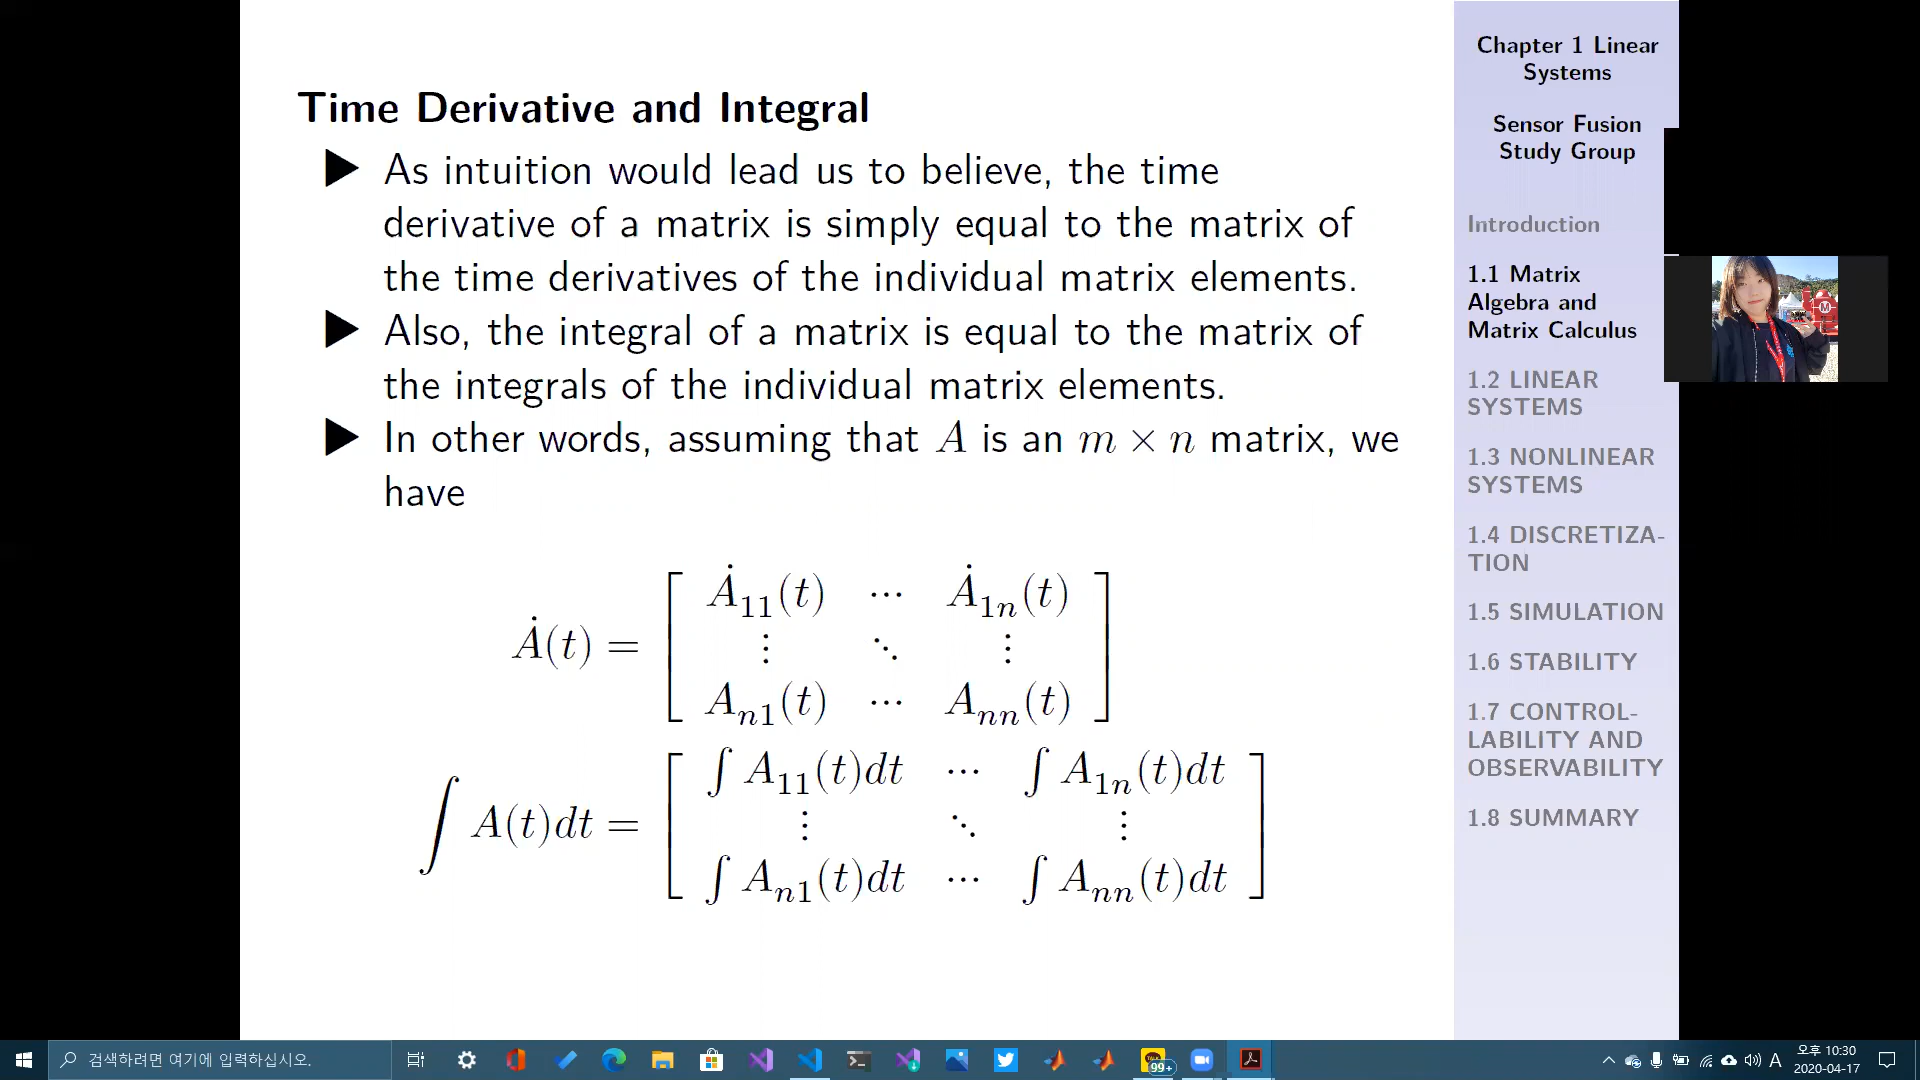 Time Derivative and Integral
▶ As intuition would lead us to believe, the time
derivative of a matrix is simply equal to the matrix of
the time derivatives of the individual matrix elements.
▶ Also, the integral of a matrix is equal to the matrix of
the integrals of the individual matrix elements.
▶ In other words, assuming that A is an m × n matrix, we
have
Ȧ(t) = [ Ȧ₁₁(t) ⋯ Ȧ₁ₙ(t)
⋮ ⋱ ⋮
Aₙ₁(t) ⋯ Aₙₙ(t) ]
∫ A(t)dt = [ ∫ A₁₁(t)dt ⋯ ∫ A₁ₙ(t)dt
⋮ ⋱ ⋮
∫ Aₙ₁(t)dt ⋯ ∫ Aₙₙ(t)dt ]
Chapter 1 Linear
Systems
Sensor Fusion
Study Group
Introduction
1.1 Matrix
Algebra and
Matrix Calculus
1.2 LINEAR
SYSTEMS
1.3 NONLINEAR
SYSTEMS
1.4 DISCRETIZA-
TION
1.5 SIMULATION
1.6 STABILITY
1.7 CONTROL-
LABILITY AND
OBSERVABILITY
1.8 SUMMARY
M
검색하려면 여기에 입력하십시오.
99+
A
오후 10:30
2020-04-17